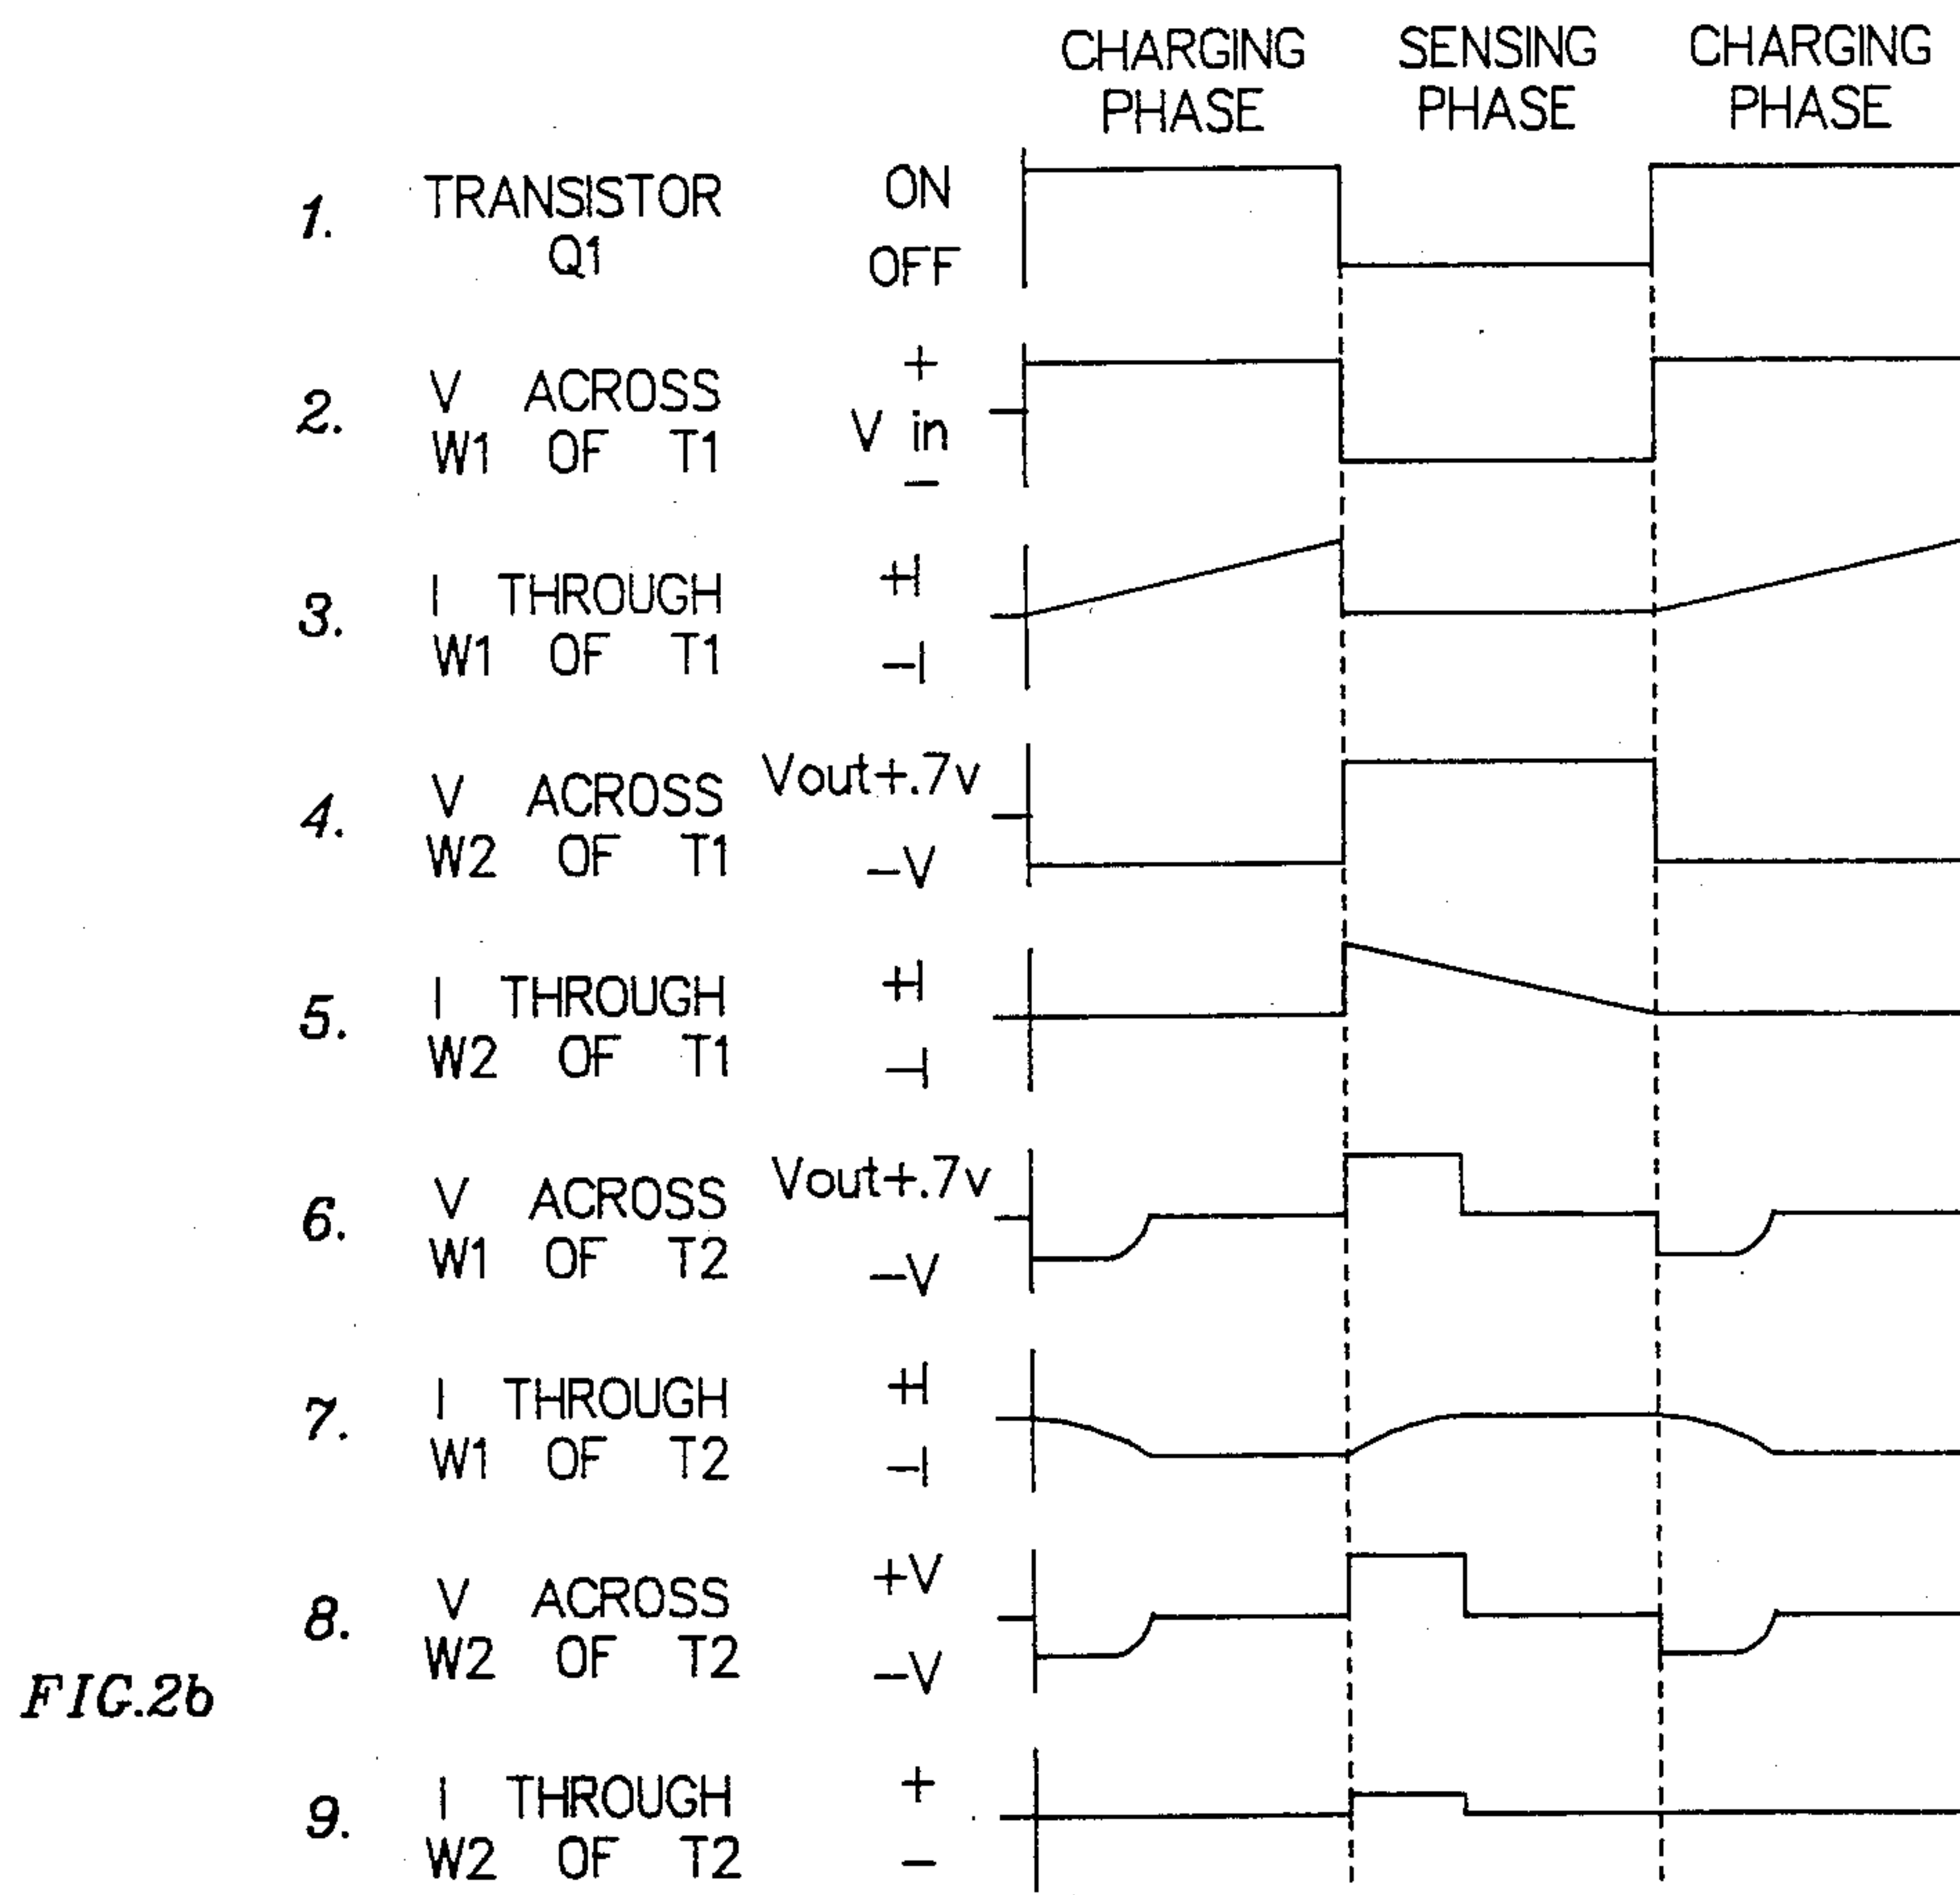 CHARGING PHASE
SENSING PHASE
CHARGING PHASE
1. TRANSISTOR Q1
ON
OFF
2. V ACROSS W1 OF T1
+
V in
−
3. I THROUGH W1 OF T1
+I
−I
4. V ACROSS W2 OF T1
Vout+.7v
−V
5. I THROUGH W2 OF T1
+I
−I
6. V ACROSS W1 OF T2
Vout+.7v
−V
7. I THROUGH W1 OF T2
+I
−I
8. V ACROSS W2 OF T2
+V
−V
9. I THROUGH W2 OF T2
+
−
FIG.2b